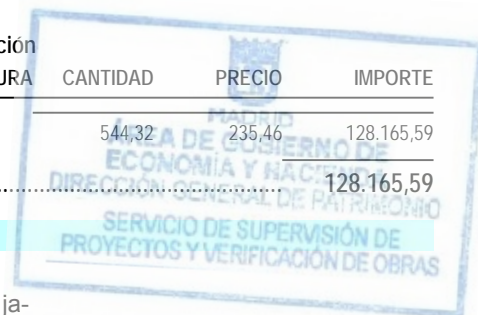 ción
URA CANTIDAD PRECIO IMPORTE
MADRID
544,32 235,46 128.165,59
ÁREA DE GOBIERNO DE
ECONOMÍA Y HACIENDA
128.165,59
DIRECCIÓN GENERAL DE PATRIMONIO
SERVICIO DE SUPERVISIÓN DE
PROYECTOS Y VERIFICACIÓN DE OBRAS
ja-